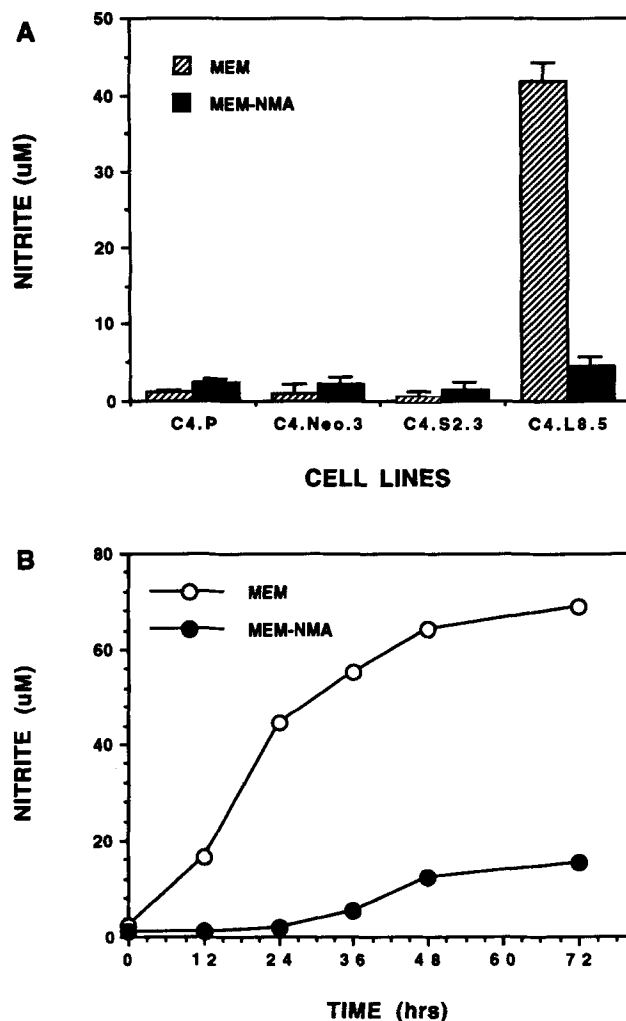 A
NITRITE (uM)
50
40
30
20
10
0
MEM
MEM-NMA
C4.P C4.Neo.3 C4.S2.3 C4.L8.5
CELL LINES
B
NITRITE (uM)
80
60
40
20
0
MEM
MEM-NMA
0 12 24 36 48 60 72
TIME (hrs)